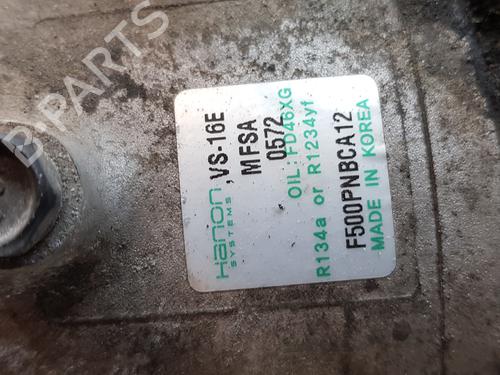 Hanon
SYSTEMS
,VS-16E
MFSA
0572
OIL: FD46XG
R134a or R1234yf
F500PNBCA12
MADE IN KOREA
B-PARTS